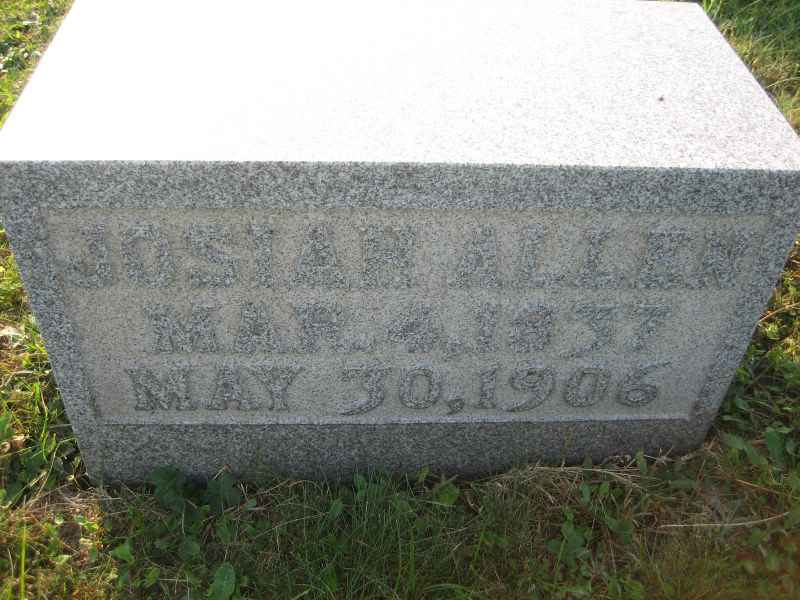 JOSIAH ALLEN
MAR. 4, 1837
MAY 30, 1906